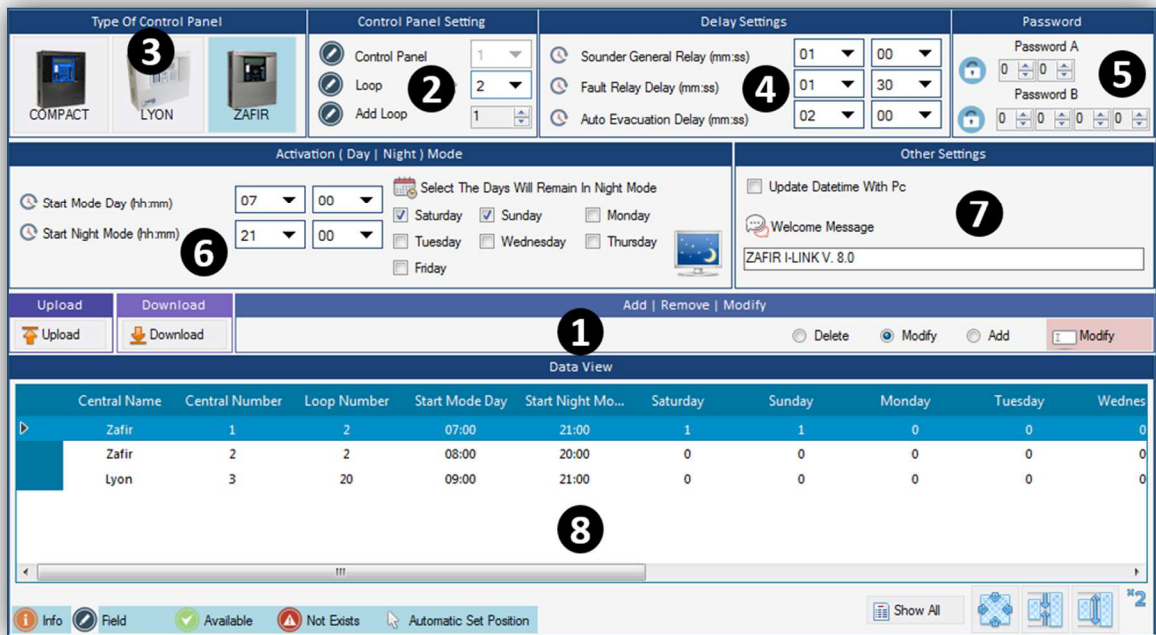 Type Of Control Panel
3
COMPACT
LYON
ZAFIR
Control Panel Setting
Control Panel 1
Loop 2
2
Add Loop 1
Delay Settings
Sounder General Relay (mm:ss) 01 00
Fault Relay Delay (mm:ss) 01 30
4
Auto Evacuation Delay (mm:ss) 02 00
Password
Password A
0 0
5
Password B
0 0 0 0
Activation ( Day | Night ) Mode
Start Mode Day (hh:mm) 07 00
Start Night Mode (hh:mm) 21 00
6
Select The Days Will Remain In Night Mode
Saturday Sunday Monday
Tuesday Wednesday Thursday
Friday
Other Settings
Update Datetime With Pc
7
Welcome Message
ZAFIR I-LINK V. 8.0
Upload
Upload
Download
Download
Add | Remove | Modify
1
Delete Modify Add Modify
Data View
Central Name Central Number Loop Number Start Mode Day Start Night Mo... Saturday Sunday Monday Tuesday Wednes
Zafir 1 2 07:00 21:00 1 1 0 0 0
Zafir 2 2 08:00 20:00 0 0 0 0 0
Lyon 3 20 09:00 21:00 0 0 0 0 0
8
Info Field Available Not Exists Automatic Set Position
Show All
x2